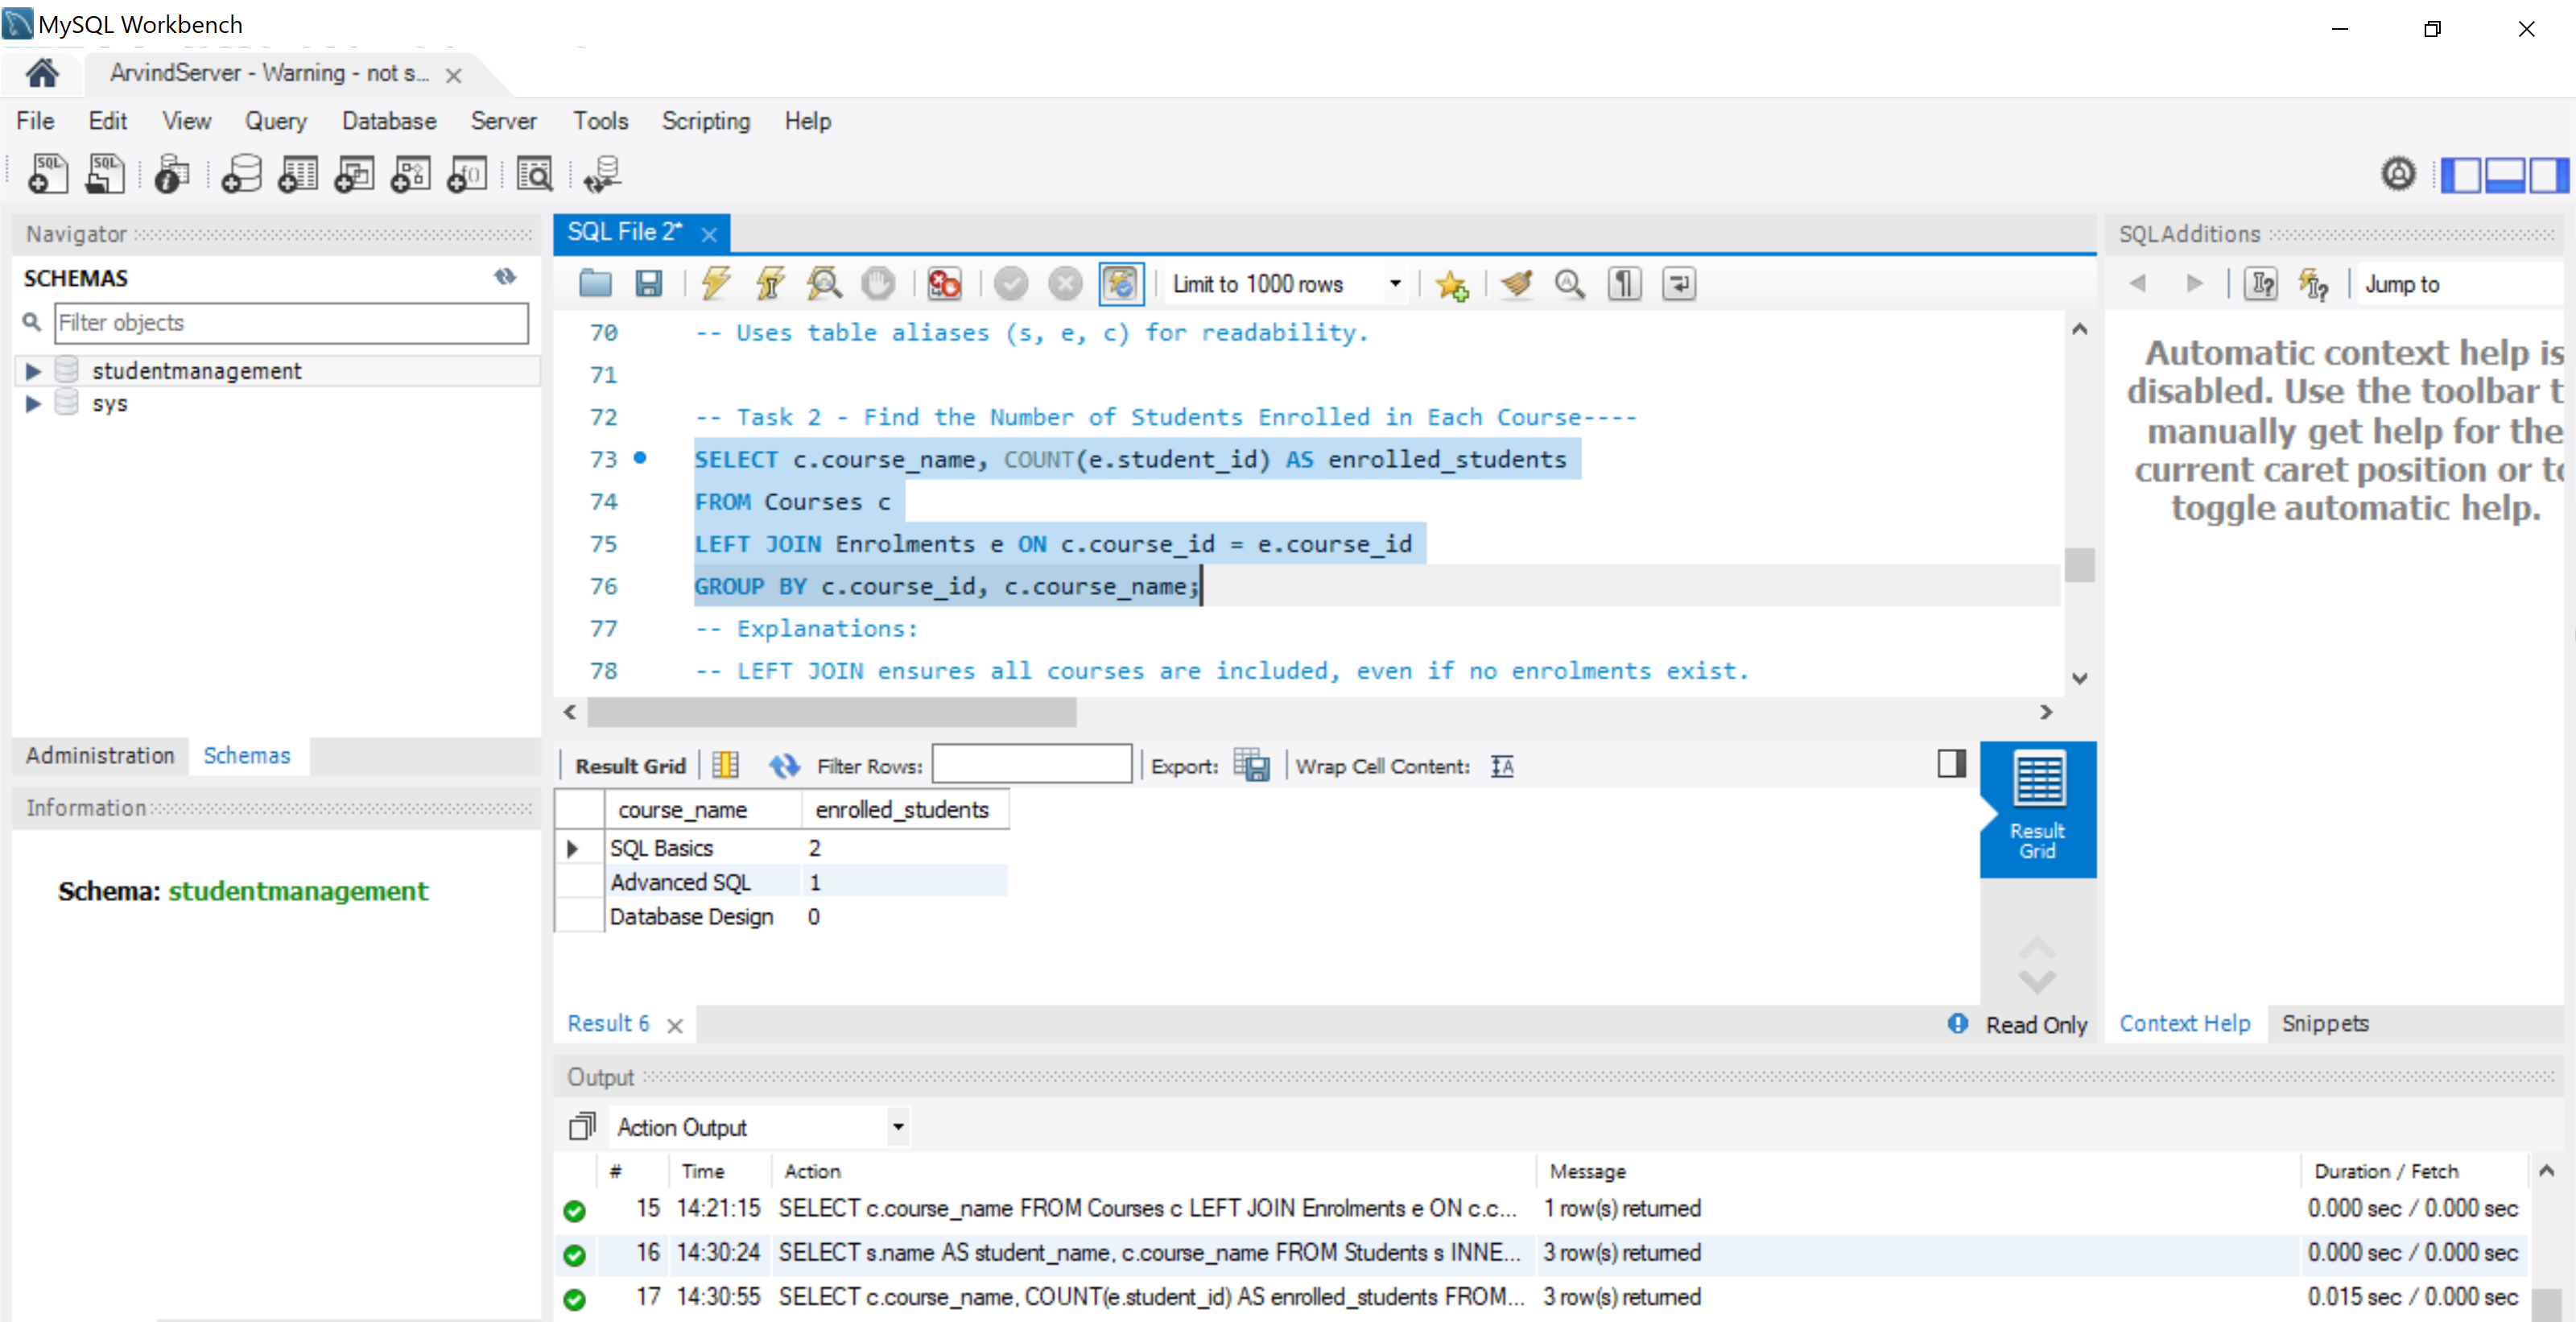 MySQL Workbench
ArvindServer - Warning - not s...
File Edit View Query Database Server Tools Scripting Help
Navigator
SCHEMAS
Filter objects
studentmanagement
sys
Administration Schemas
Information
Schema: studentmanagement
SQL File 2*
Limit to 1000 rows
70 -- Uses table aliases (s, e, c) for readability.
71
72 -- Task 2 - Find the Number of Students Enrolled in Each Course----
73 SELECT c.course_name, COUNT(e.student_id) AS enrolled_students
74 FROM Courses c
75 LEFT JOIN Enrolments e ON c.course_id = e.course_id
76 GROUP BY c.course_id, c.course_name;
77 -- Explanations:
78 -- LEFT JOIN ensures all courses are included, even if no enrolments exist.
Result Grid Filter Rows: Export: Wrap Cell Content:
course_name enrolled_students
SQL Basics 2
Advanced SQL 1
Database Design 0
Result
Grid
Result 6
Read Only
SQLAdditions
Jump to
Automatic context help is
disabled. Use the toolbar t
manually get help for the
current caret position or to
toggle automatic help.
Context Help Snippets
Output
Action Output
# Time Action Message Duration / Fetch
15 14:21:15 SELECT c.course_name FROM Courses c LEFT JOIN Enrolments e ON c.c... 1 row(s) returned 0.000 sec / 0.000 sec
16 14:30:24 SELECT s.name AS student_name, c.course_name FROM Students s INNE... 3 row(s) returned 0.000 sec / 0.000 sec
17 14:30:55 SELECT c.course_name, COUNT(e.student_id) AS enrolled_students FROM... 3 row(s) returned 0.015 sec / 0.000 sec